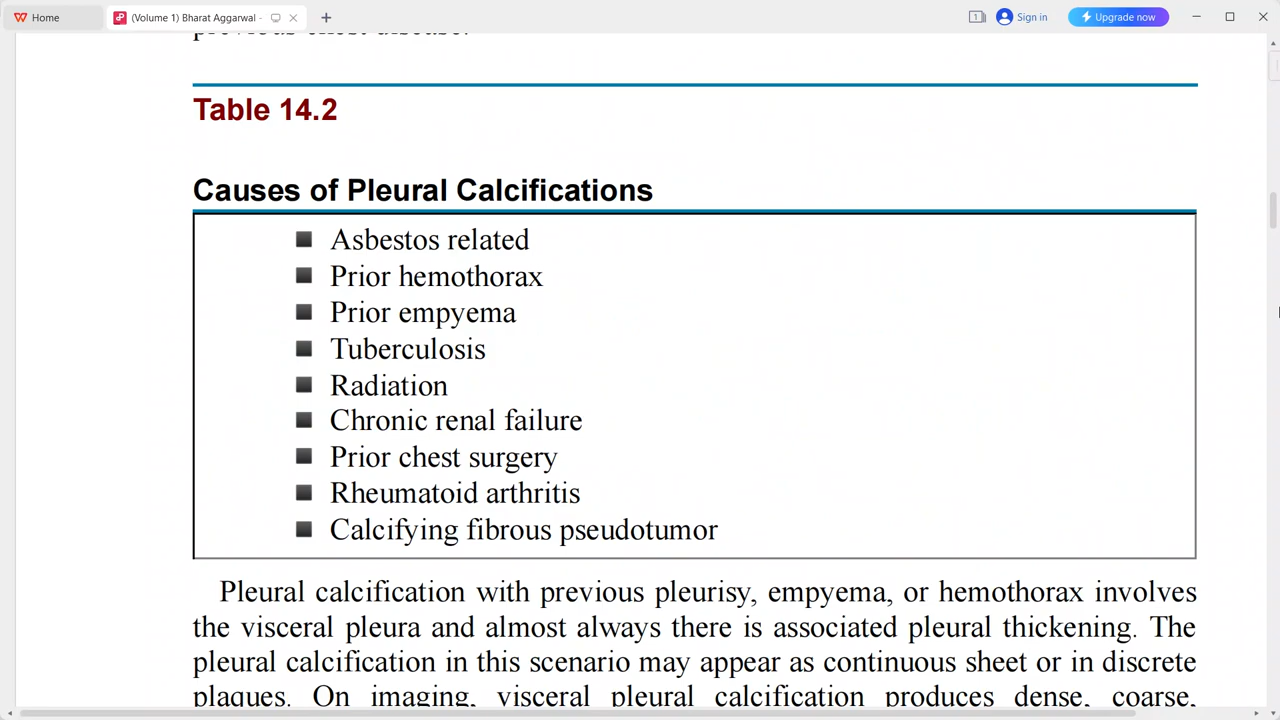 Home
(Volume 1) Bharat Aggarwal -
1
Sign in
Upgrade now
previous chest disease.
Table 14.2
Causes of Pleural Calcifications
Asbestos related
Prior hemothorax
Prior empyema
Tuberculosis
Radiation
Chronic renal failure
Prior chest surgery
Rheumatoid arthritis
Calcifying fibrous pseudotumor
Pleural calcification with previous pleurisy, empyema, or hemothorax involves
the visceral pleura and almost always there is associated pleural thickening. The
pleural calcification in this scenario may appear as continuous sheet or in discrete
plaques. On imaging, visceral pleural calcification produces dense, coarse,